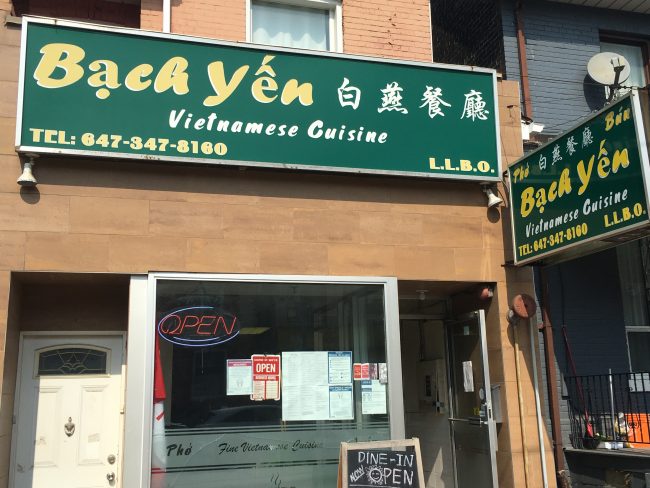 Bạch Yến 白燕餐廳
Vietnamese Cuisine
TEL: 647-347-8160
L.L.B.O.
Phở 白燕餐廳 Bún
Bạch Yến
Vietnamese Cuisine
TEL: 647-347-8160 L.L.B.O.
OPEN
OPEN
Phở Fine Vietnamese Cuisine
DINE-IN
NOW OPEN